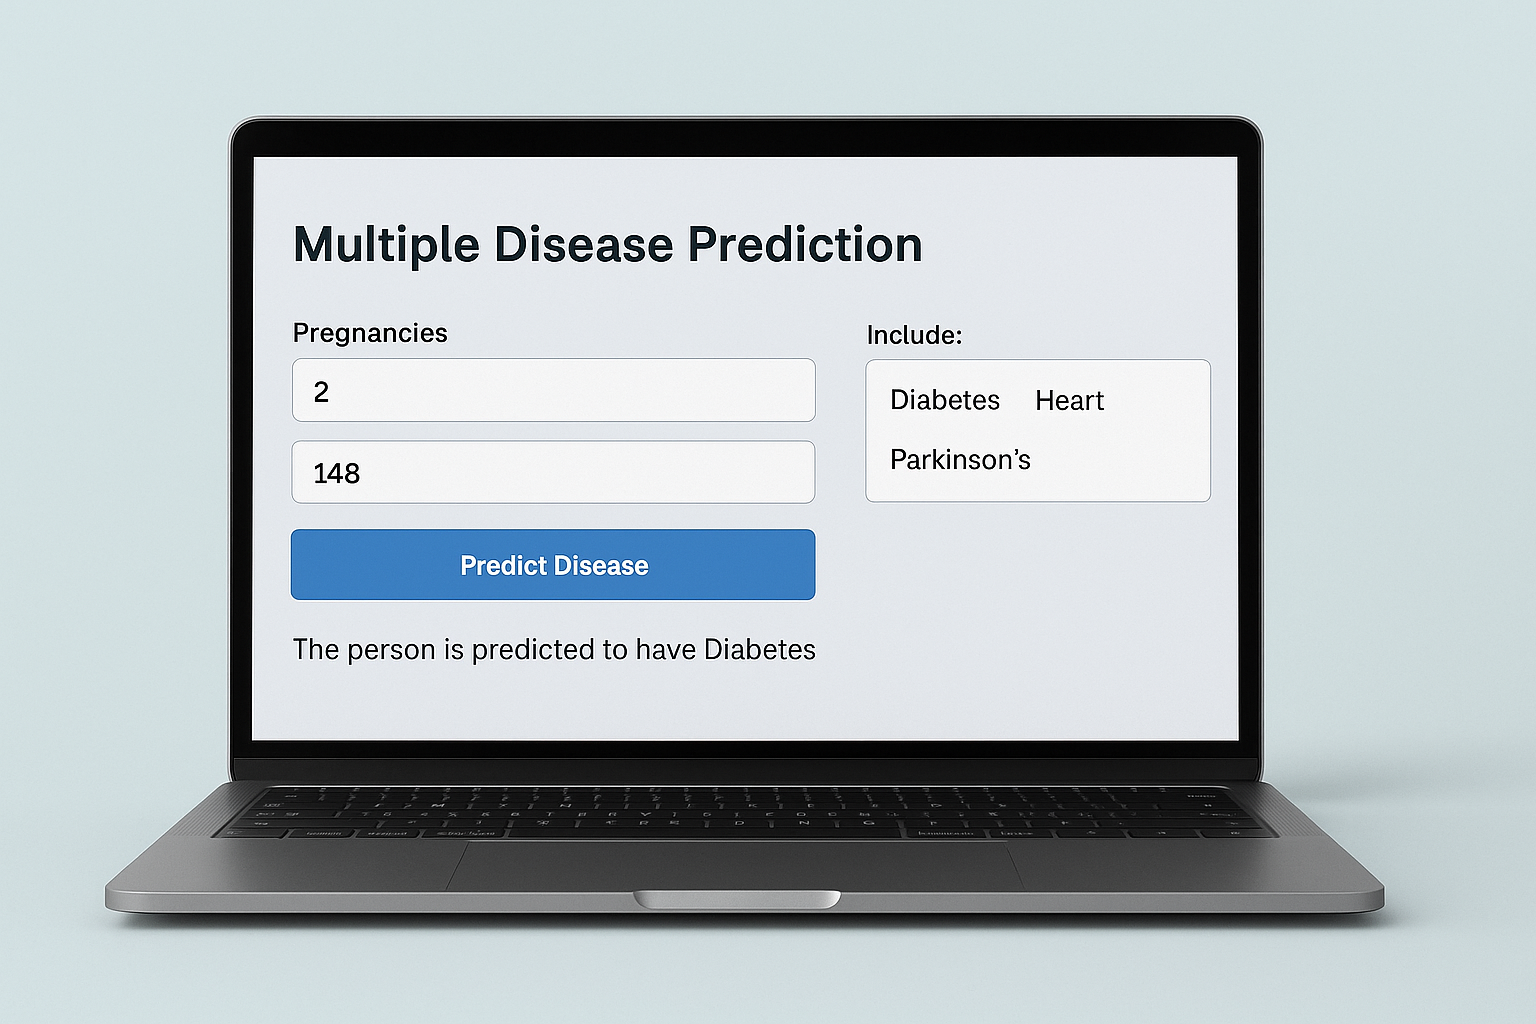 Multiple Disease Prediction
Pregnancies
2
148
Predict Disease
The person is predicted to have Diabetes
Include:
Diabetes Heart
Parkinson’s